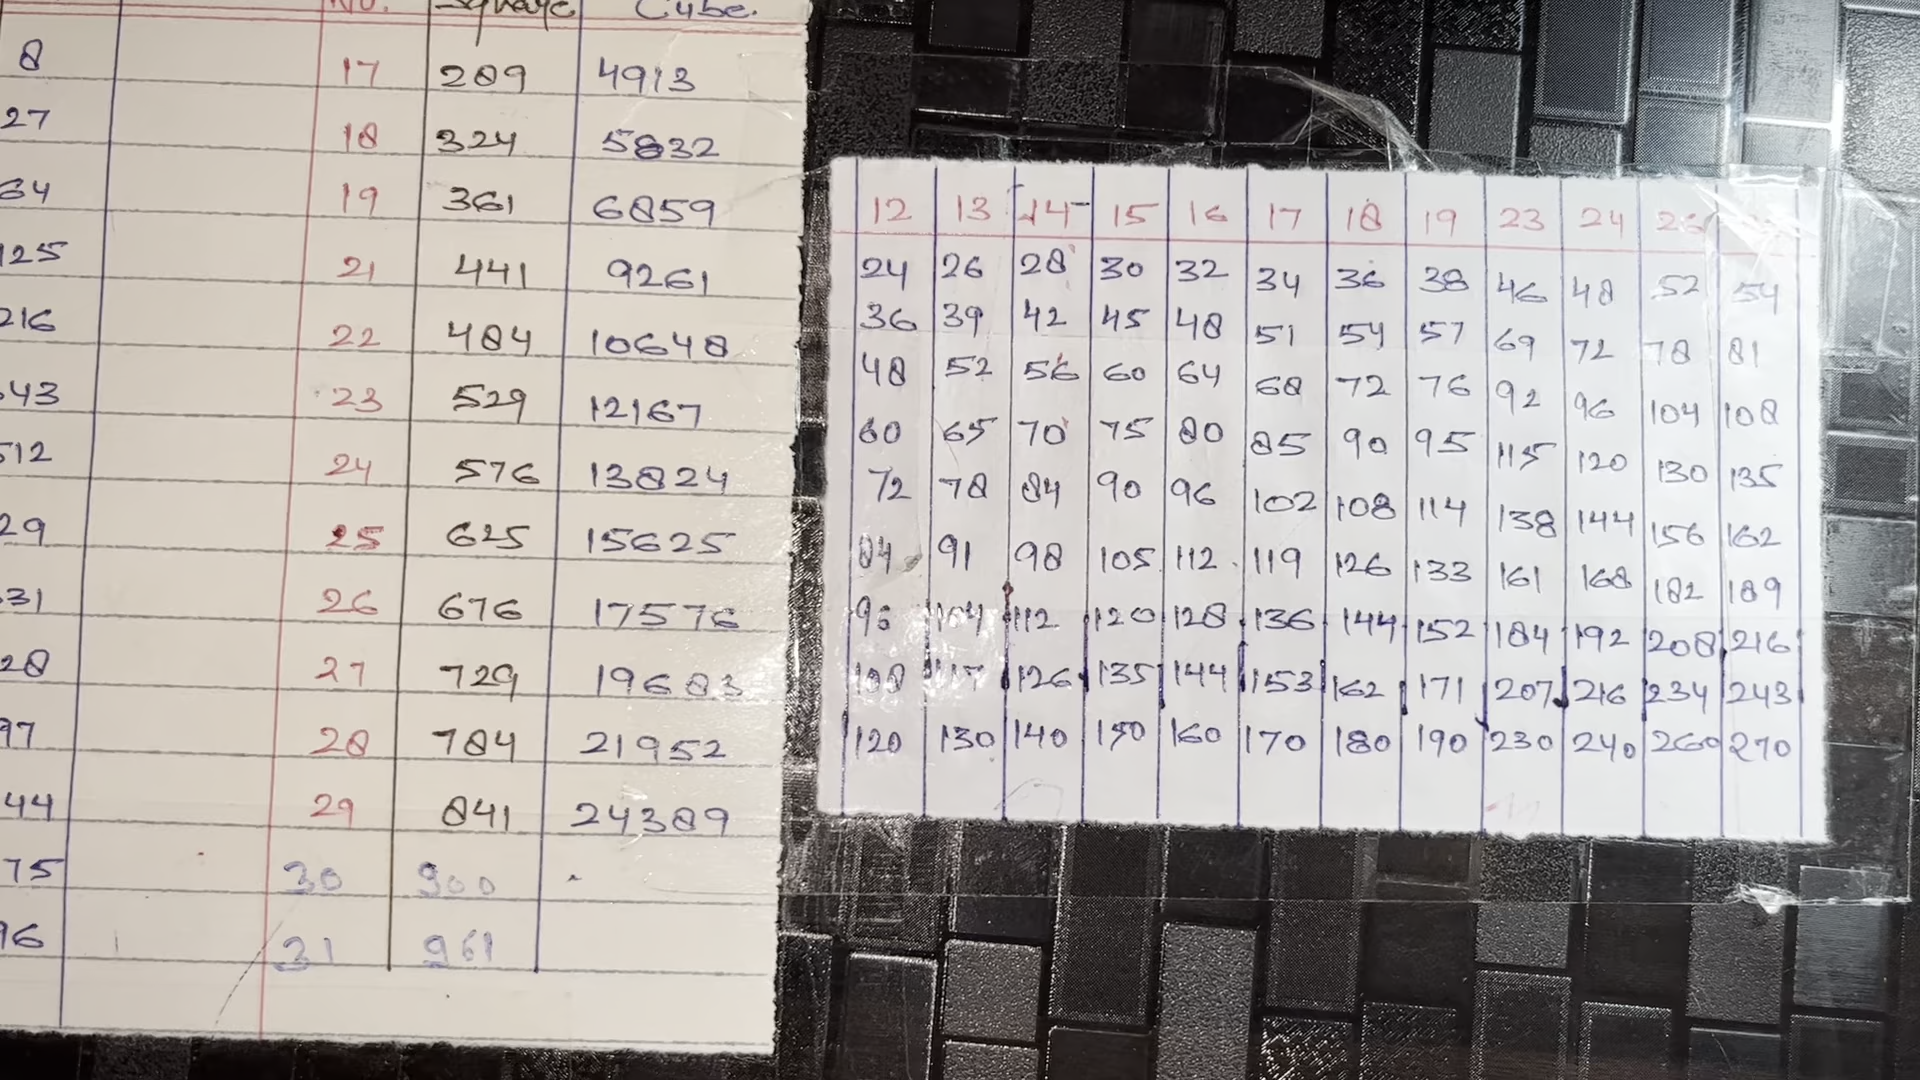 No. Square Cube.
8 17 289 4913
27 18 324 5832
64 19 361 6859
125 21 441 9261
216 22 484 10648
343 23 529 12167
512 24 576 13824
29 25 625 15625
331 26 676 17576
28 27 729 19683
97 28 784 21952
44 29 841 24389
75 30 900
96 31 961
12 13 14 15 16 17 18 19 23 24 26
24 26 28 30 32 34 36 38 46 48 52 54
36 39 42 45 48 51 54 57 69 72 78 81
48 52 56 60 64 68 72 76 92 96 104 108
60 65 70 75 80 85 90 95 115 120 130 135
72 78 84 90 96 102 108 114 138 144 156 162
84 91 98 105 112 119 126 133 161 168 182 189
96 104 112 120 128 136 144 152 184 192 208 216
108 117 126 135 144 153 162 171 207 216 234 243
120 130 140 150 160 170 180 190 230 240 260 270